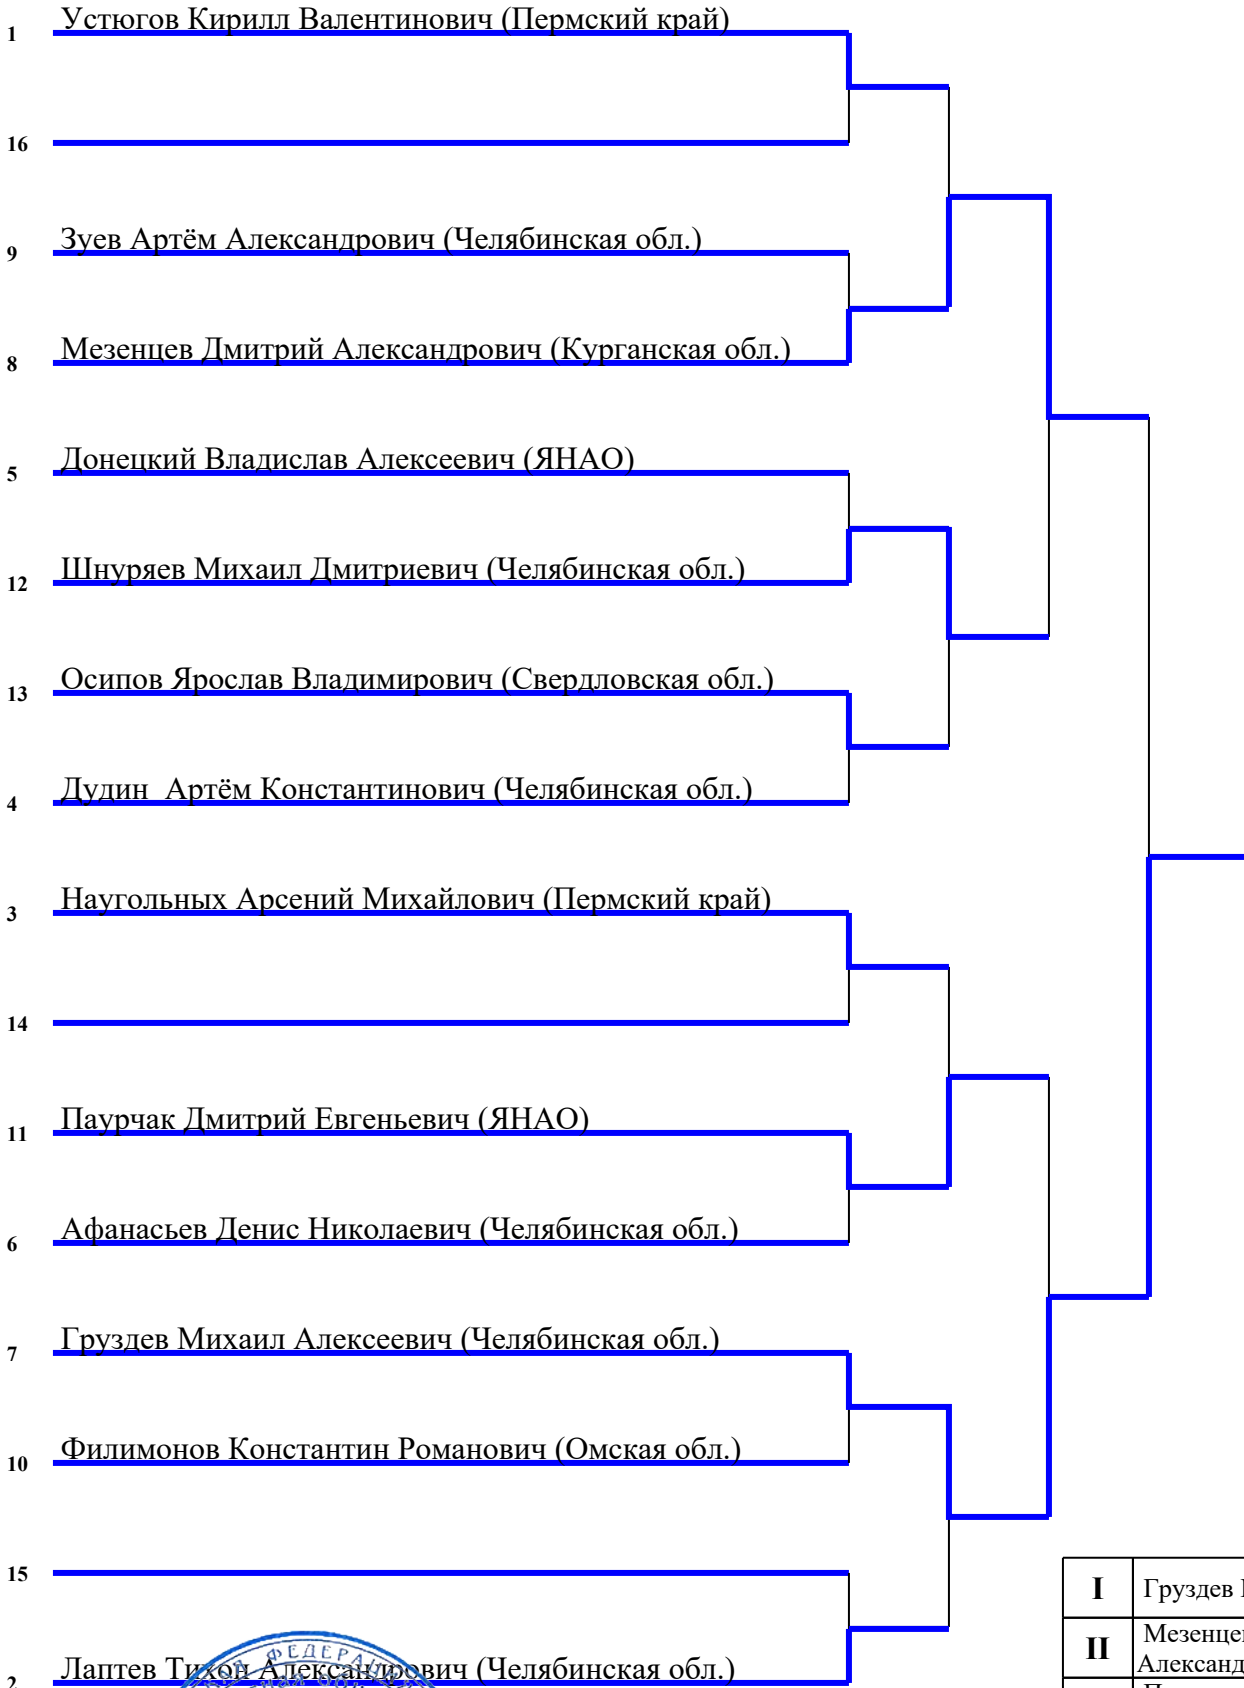 Устюгов Кирилл Валентинович (Пермский край)
1
16
Зуев Артём Александрович (Челябинская обл.)
9
Мезенцев Дмитрий Александрович (Курганская обл.)
8
Донецкий Владислав Алексеевич (ЯНАО)
5
Шнуряев Михаил Дмитриевич (Челябинская обл.)
12
Осипов Ярослав Владимирович (Свердловская обл.)
13
Дудин Артём Константинович (Челябинская обл.)
4
Наугольных Арсений Михайлович (Пермский край)
3
14
Паурчак Дмитрий Евгеньевич (ЯНАО)
11
Афанасьев Денис Николаевич (Челябинская обл.)
6
Груздев Михаил Алексеевич (Челябинская обл.)
7
Филимонов Константин Романович (Омская обл.)
10
15
I Груздев
II Мезенцев
Александ
Лаптев Тихон Александрович (Челябинская обл.)
2